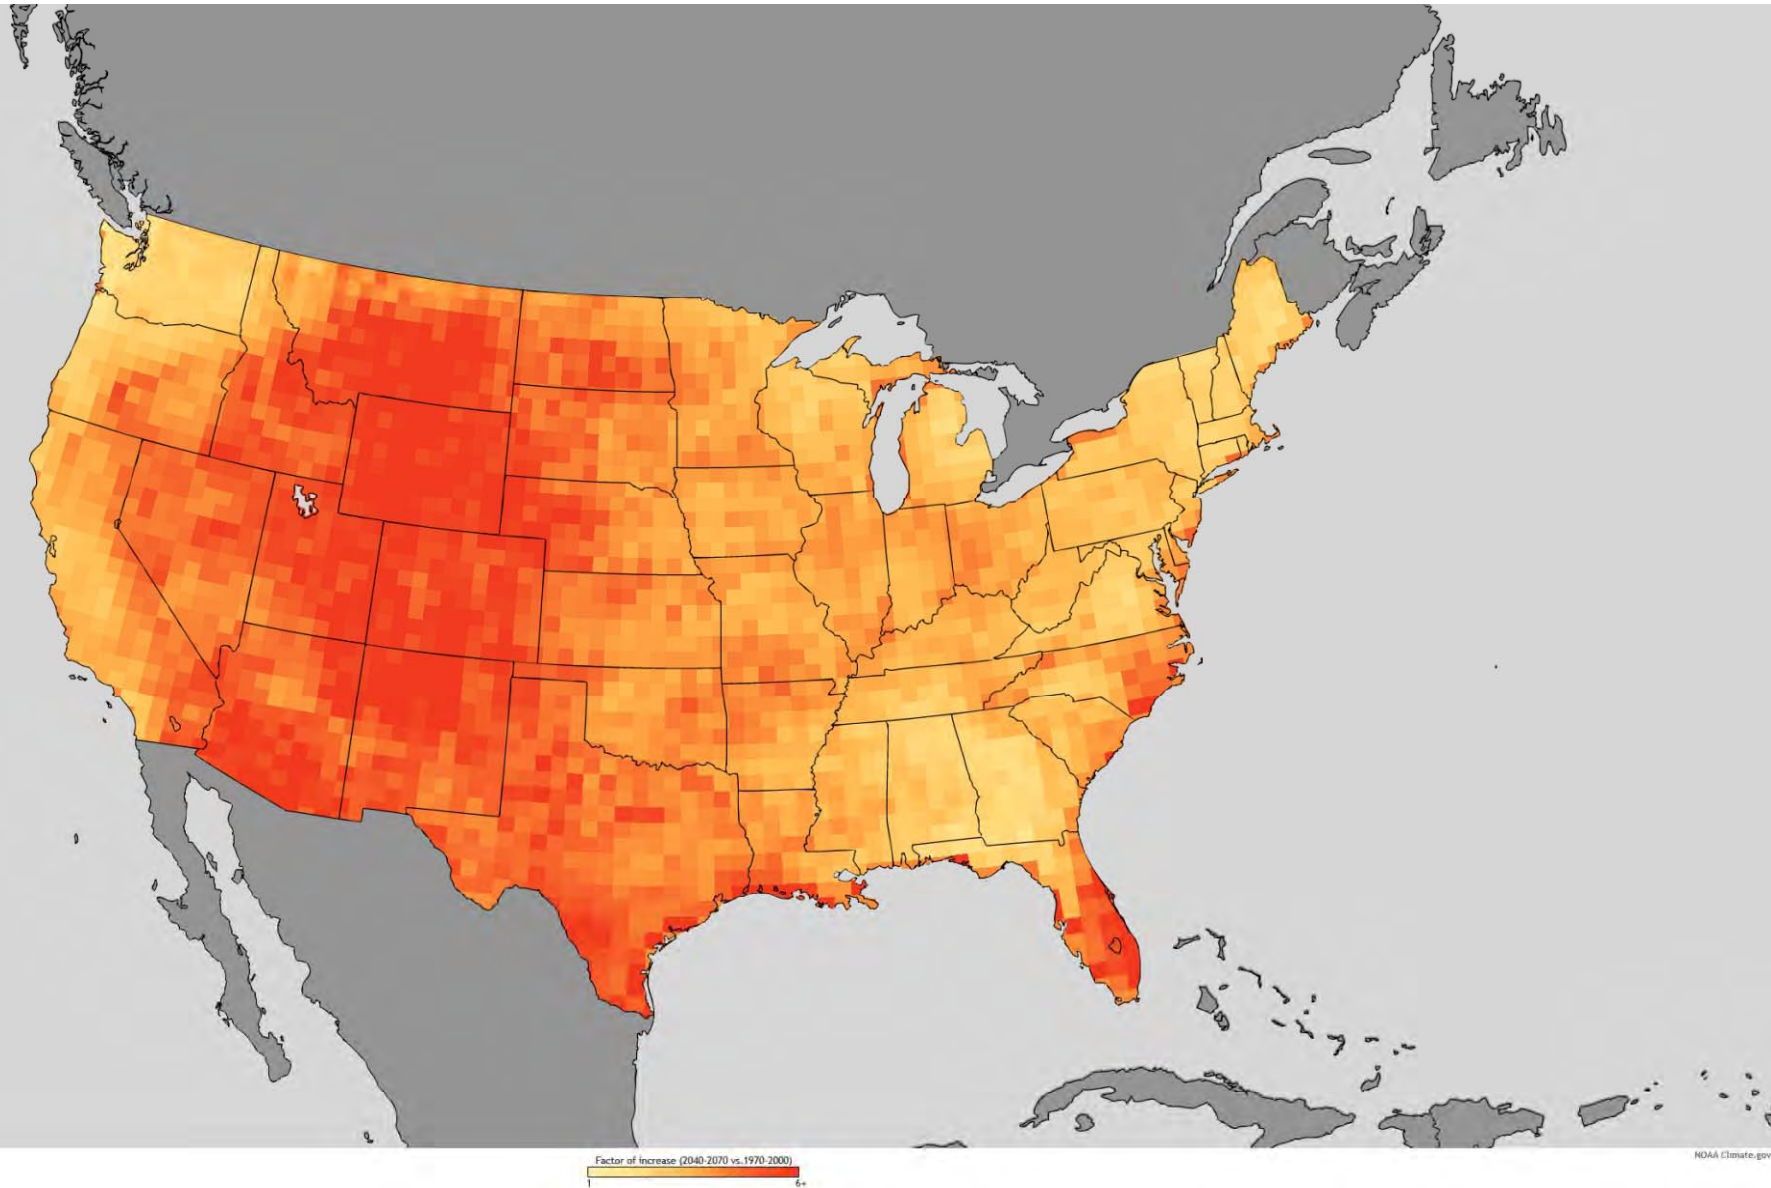 Factor of increase (2040-2070 vs.1970-2000)
1 6+
NOAA Climate.gov